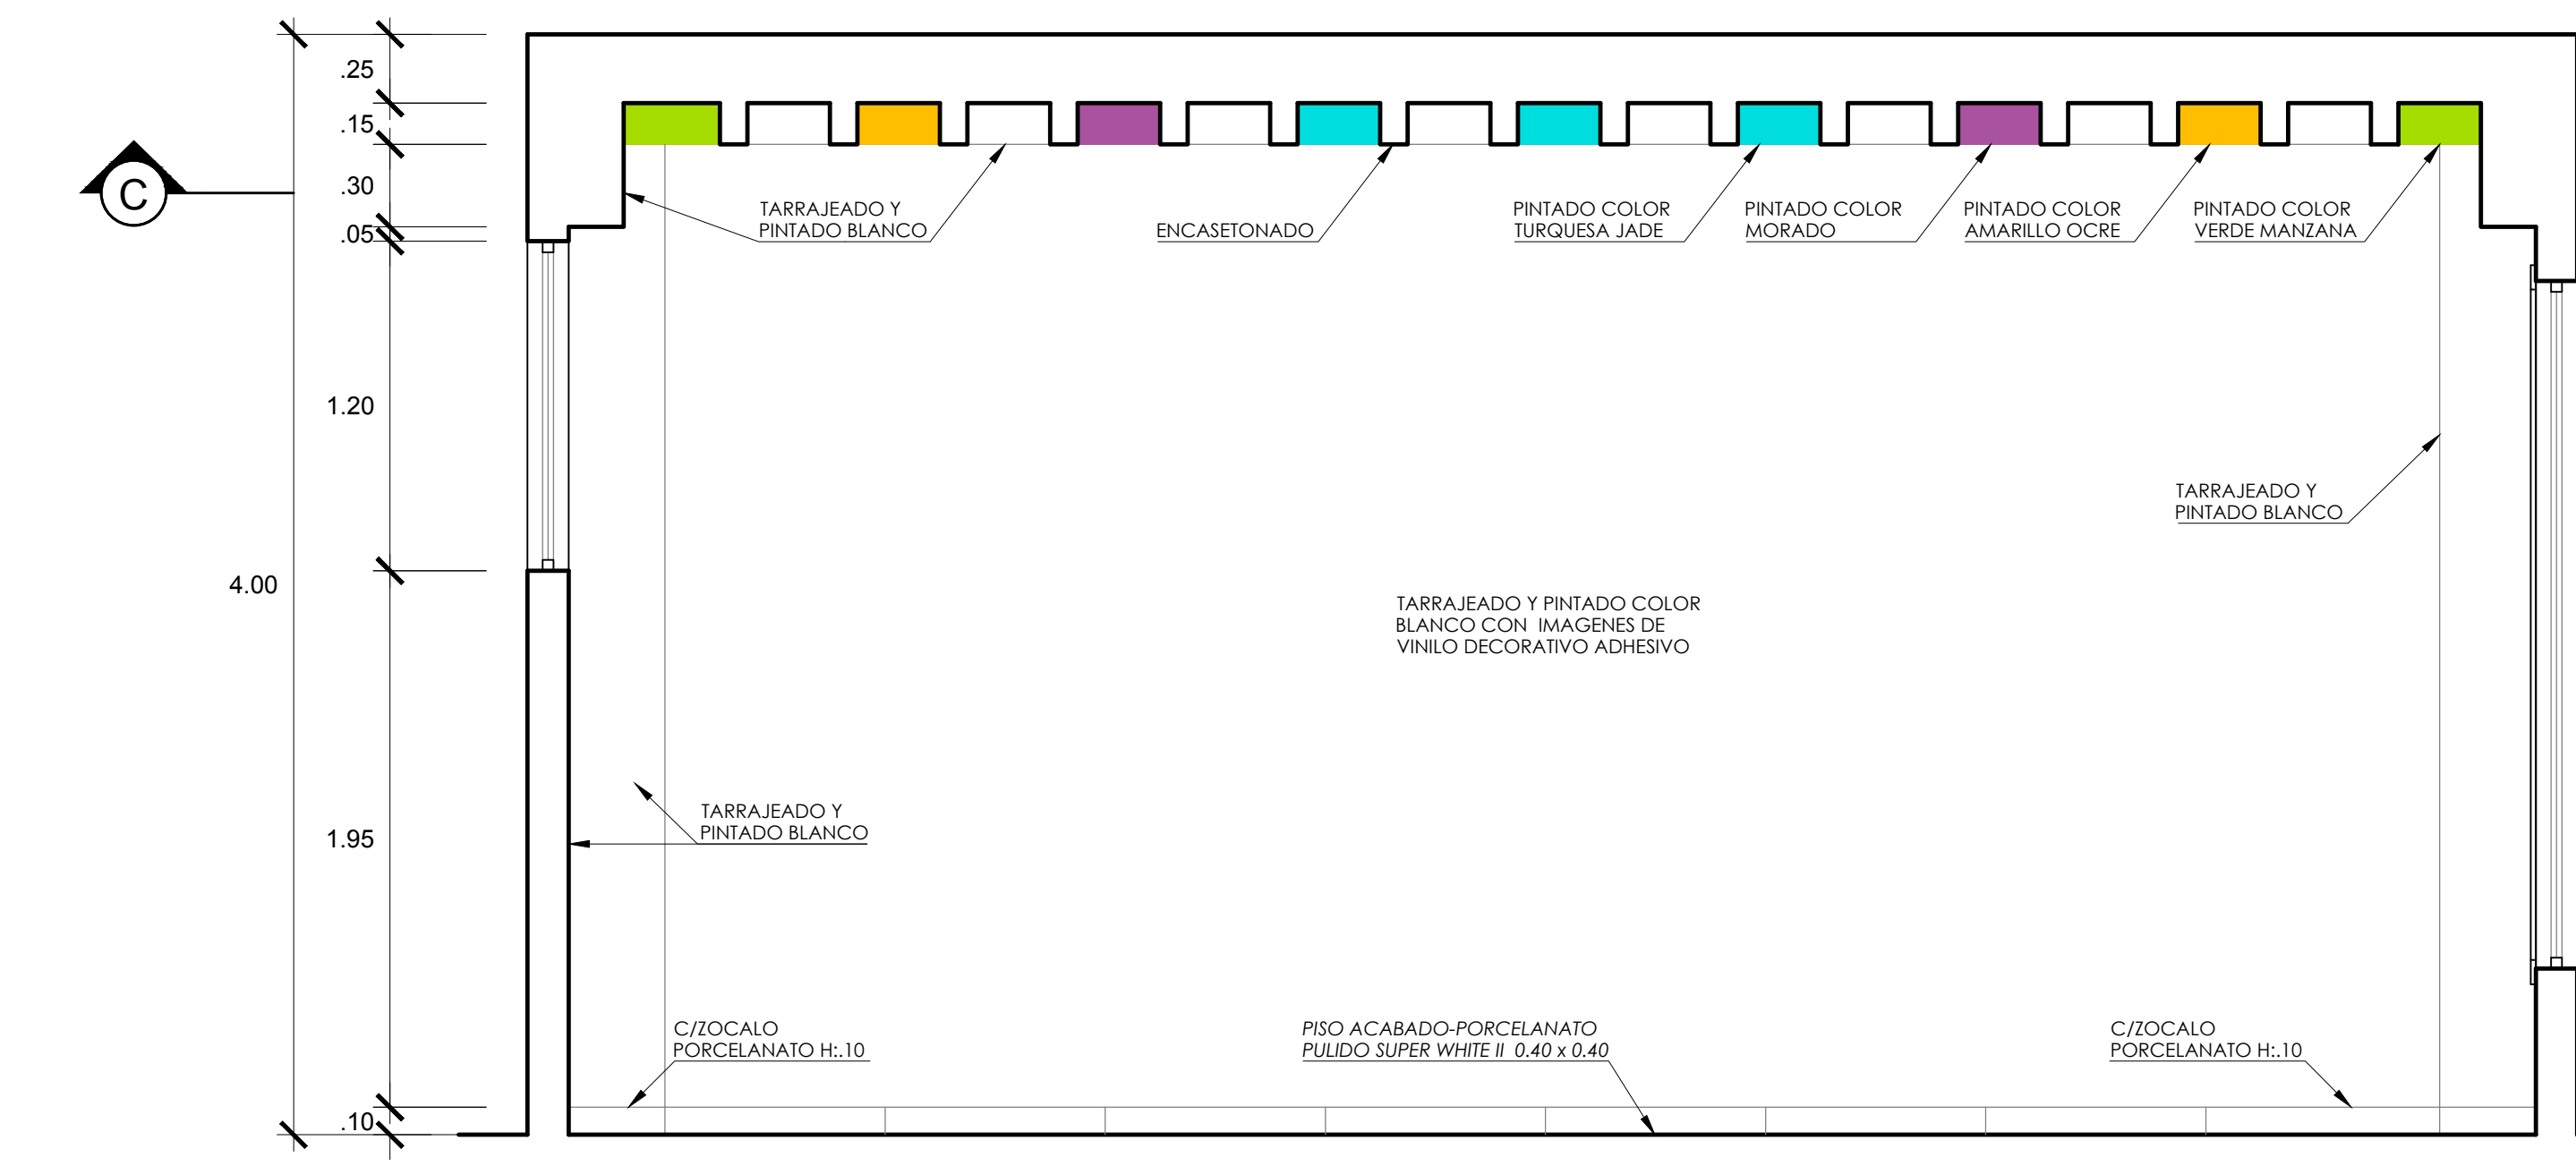 .25
.15
C
.30
.05
TARRAJEADO Y
PINTADO BLANCO
ENCASETONADO
PINTADO COLOR
TURQUESA JADE
PINTADO COLOR
MORADO
PINTADO COLOR
AMARILLO OCRE
PINTADO COLOR
VERDE MANZANA
1.20
TARRAJEADO Y
PINTADO BLANCO
4.00
TARRAJEADO Y PINTADO COLOR
BLANCO CON IMAGENES DE
VINILO DECORATIVO ADHESIVO
TARRAJEADO Y
PINTADO BLANCO
1.95
C/ZOCALO
PORCELANATO H:.10
PISO ACABADO-PORCELANATO
PULIDO SUPER WHITE II 0.40 x 0.40
C/ZOCALO
PORCELANATO H:.10
.10